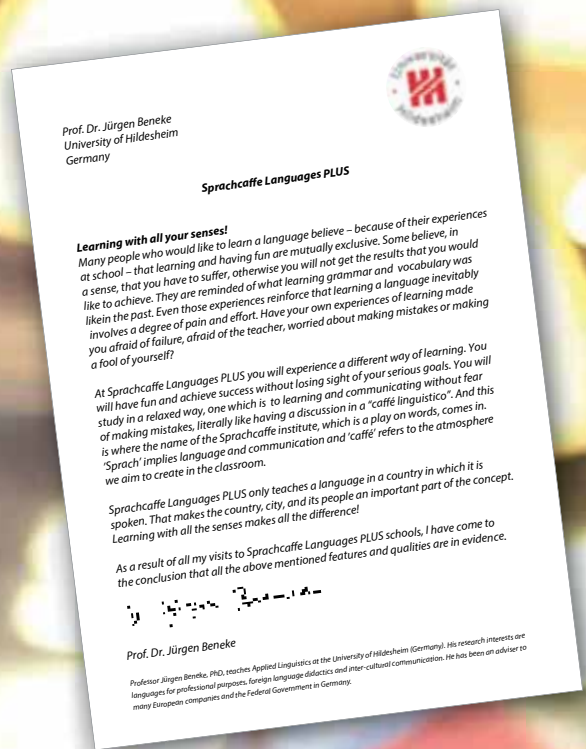 Universität
Hildesheim
Prof. Dr. Jürgen Beneke
University of Hildesheim
Germany
Sprachcaffe Languages PLUS
Learning with all your senses!
Many people who would like to learn a language believe – because of their experiences
at school – that learning and having fun are mutually exclusive. Some believe, in
a sense, that you have to suffer, otherwise you will not get the results that you would
like to achieve. They are reminded of what learning grammar and vocabulary was
likein the past. Even those experiences reinforce that learning a language inevitably
involves a degree of pain and effort. Have your own experiences of learning made
you afraid of failure, afraid of the teacher, worried about making mistakes or making
a fool of yourself?
At Sprachcaffe Languages PLUS you will experience a different way of learning. You
will have fun and achieve success without losing sight of your serious goals. You will
study in a relaxed way, one which is to learning and communicating without fear
of making mistakes, literally like having a discussion in a "caffé linguistico". And this
is where the name of the Sprachcaffe institute, which is a play on words, comes in.
'Sprach' implies language and communication and 'caffé' refers to the atmosphere
we aim to create in the classroom.
Sprachcaffe Languages PLUS only teaches a language in a country in which it is
spoken. That makes the country, city, and its people an important part of the concept.
Learning with all the senses makes all the difference!
As a result of all my visits to Sprachcaffe Languages PLUS schools, I have come to
the conclusion that all the above mentioned features and qualities are in evidence.
Prof. Dr. Jürgen Beneke
Professor Jürgen Beneke, PhD, teaches Applied Linguistics at the University of Hildesheim (Germany). His research interests are
languages for professional purposes, foreign language didactics and inter-cultural communication. He has been an adviser to
many European companies and the Federal Government in Germany.